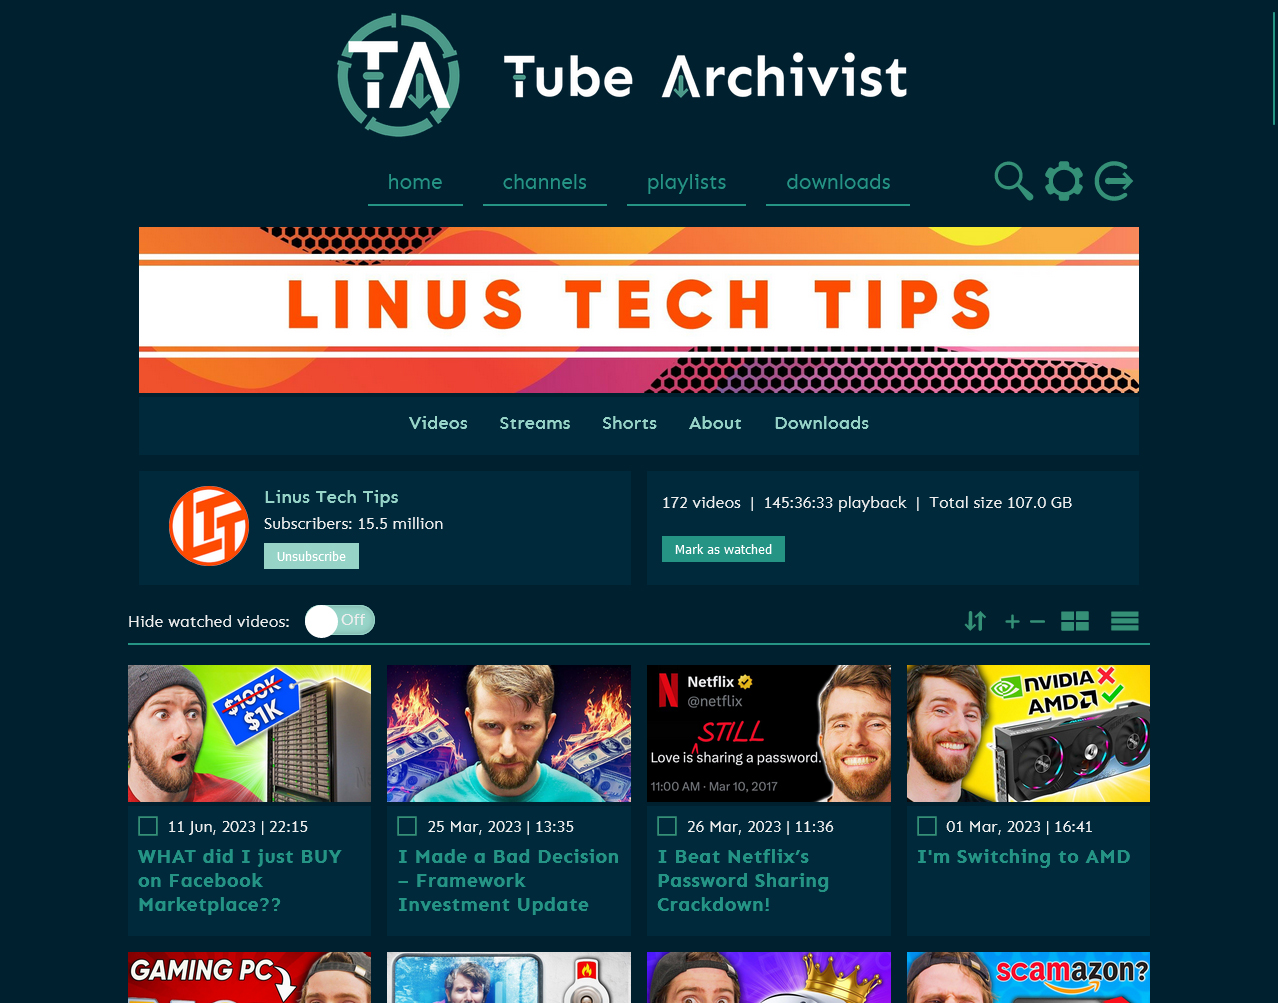 TA Tube Archivist
home channels playlists downloads
LINUS TECH TIPS
Videos Streams Shorts About Downloads
LTT
Linus Tech Tips
Subscribers: 15.5 million
Unsubscribe
172 videos | 145:36:33 playback | Total size 107.0 GB
Mark as watched
Hide watched videos: Off
$100K
$1K
Netflix
@netflix
STILL
Love is sharing a password.
11:00 AM · Mar 10, 2017
NVIDIA
AMD
11 Jun, 2023 | 22:15
WHAT did I just BUY
on Facebook
Marketplace??
25 Mar, 2023 | 13:35
I Made a Bad Decision
– Framework
Investment Update
26 Mar, 2023 | 11:36
I Beat Netflix’s
Password Sharing
Crackdown!
01 Mar, 2023 | 16:41
I'm Switching to AMD
GAMING PC
scamazon?